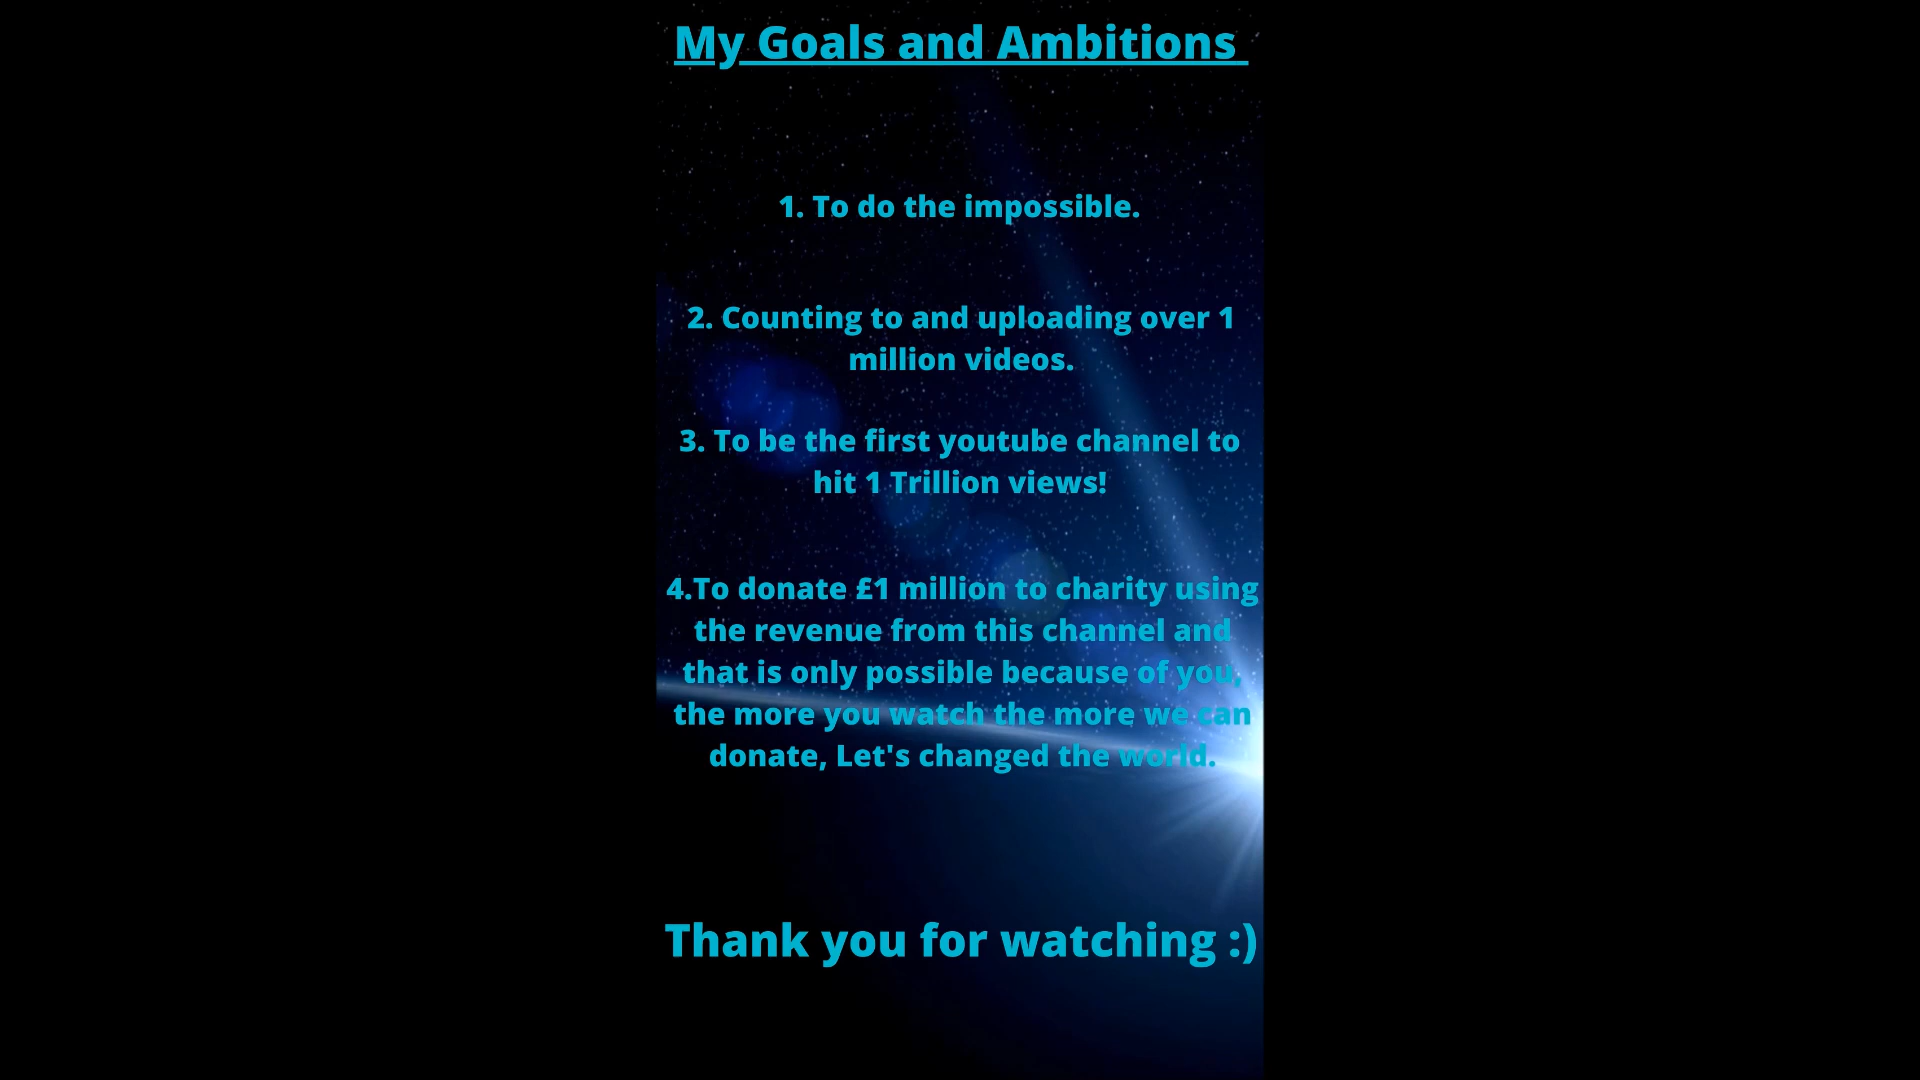 My Goals and Ambitions
1. To do the impossible.
2. Counting to and uploading over 1
million videos.
3. To be the first youtube channel to
hit 1 Trillion views!
4.To donate £1 million to charity using
the revenue from this channel and
that is only possible because of you,
the more you watch the more we can
donate, Let's changed the world.
Thank you for watching :)